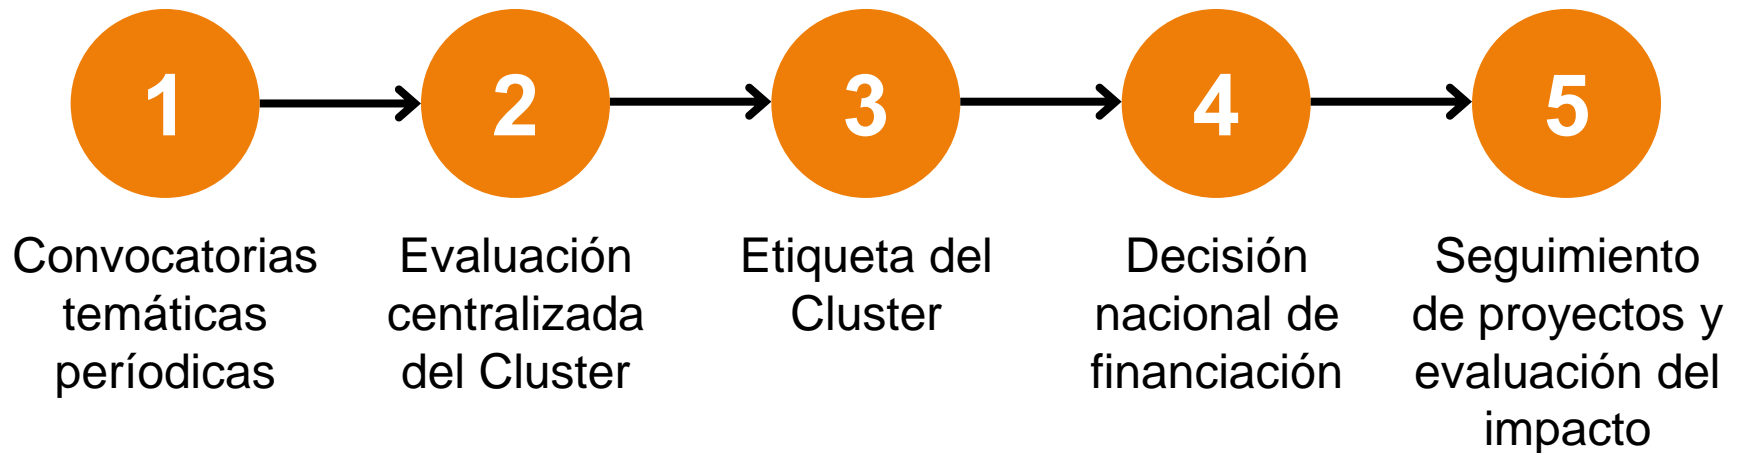 1
2
3
4
5
Convocatorias
temáticas
períodicas
Evaluación
centralizada
del Cluster
Etiqueta del
Cluster
Decisión
nacional de
financiación
Seguimiento
de proyectos y
evaluación del
impacto